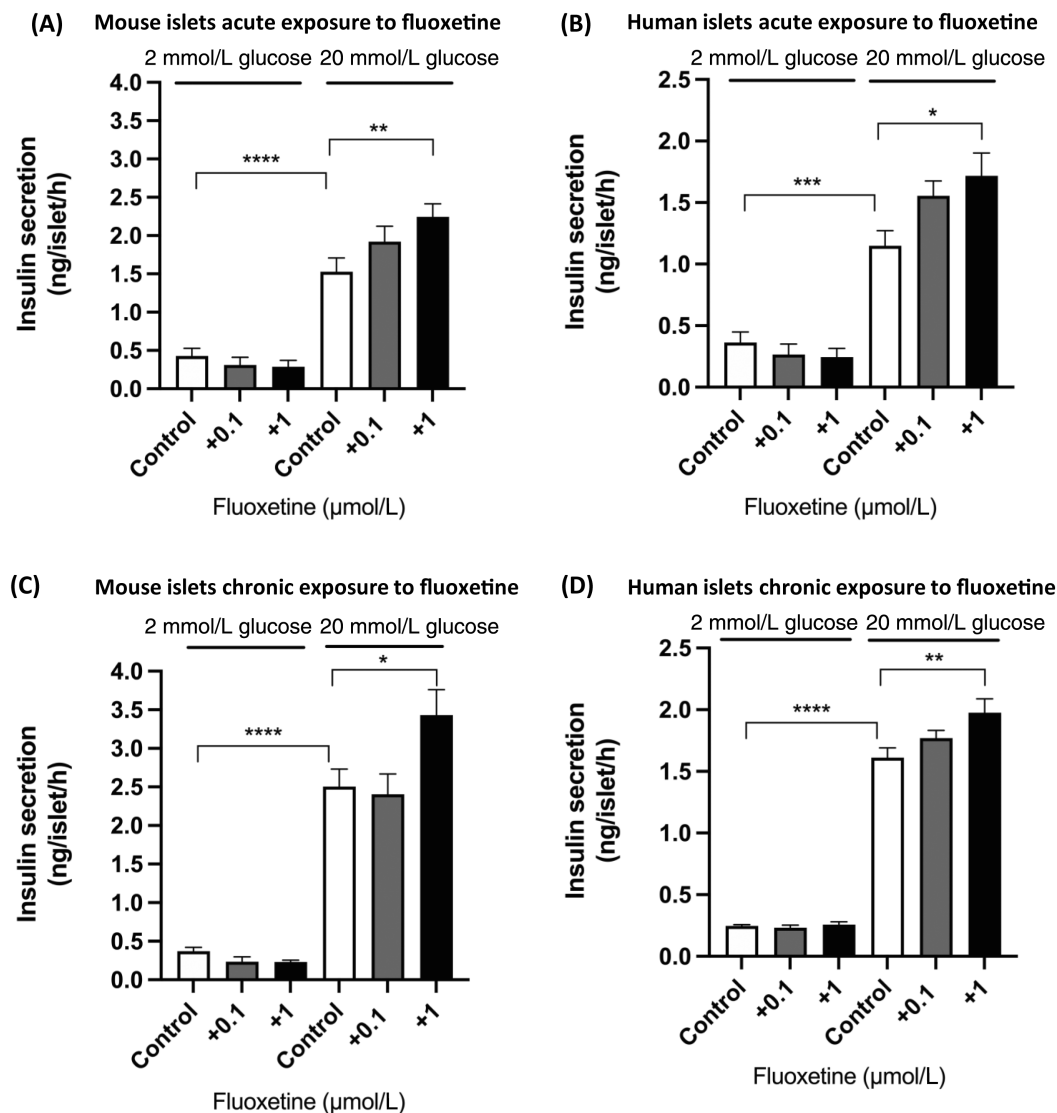 (A) Mouse islets acute exposure to fluoxetine
2 mmol/L glucose 20 mmol/L glucose
4.0
3.5
3.0
2.5
2.0
1.5
1.0
0.5
0.0
Insulin secretion
(ng/islet/h)
****
**
Control +0.1 +1 Control +0.1 +1
Fluoxetine (µmol/L)
(B) Human islets acute exposure to fluoxetine
2 mmol/L glucose 20 mmol/L glucose
2.5
2.0
1.5
1.0
0.5
0.0
Insulin secretion
(ng/islet/h)
***
*
Control +0.1 +1 Control +0.1 +1
Fluoxetine (µmol/L)
(C) Mouse islets chronic exposure to fluoxetine
2 mmol/L glucose 20 mmol/L glucose
4.0
3.5
3.0
2.5
2.0
1.5
1.0
0.5
0.0
Insulin secretion
(ng/islet/h)
****
*
Control +0.1 +1 Control +0.1 +1
Fluoxetine (µmol/L)
(D) Human islets chronic exposure to fluoxetine
2 mmol/L glucose 20 mmol/L glucose
2.5
2.0
1.5
1.0
0.5
0.0
Insulin secretion
(ng/islet/h)
****
**
Control +0.1 +1 Control +0.1 +1
Fluoxetine (µmol/L)